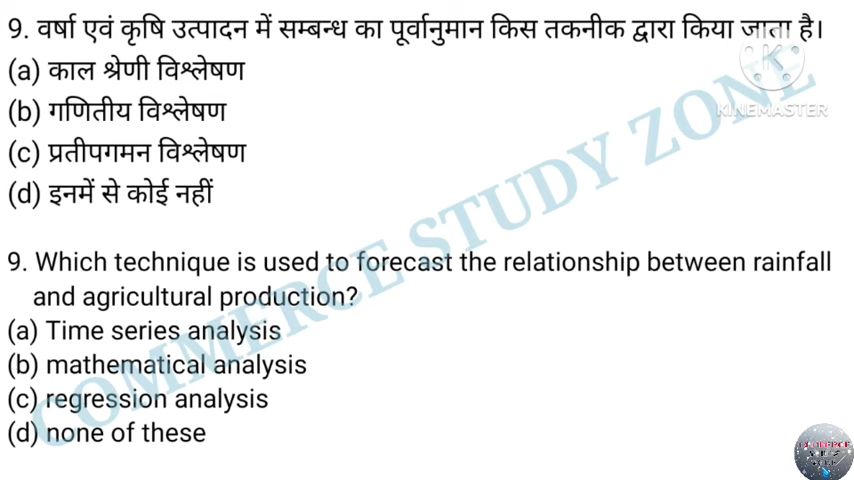 9. वर्षा एवं कृषि उत्पादन में सम्बन्ध का पूर्वानुमान किस तकनीक द्वारा किया जाता है।
(a) काल श्रेणी विश्लेषण
(b) गणितीय विश्लेषण
(c) प्रतीपगमन विश्लेषण
(d) इनमें से कोई नहीं
9. Which technique is used to forecast the relationship between rainfall
and agricultural production?
(a) Time series analysis
(b) mathematical analysis
(c) regression analysis
(d) none of these
COMMERCE STUDY ZONE
K
KINEMASTER